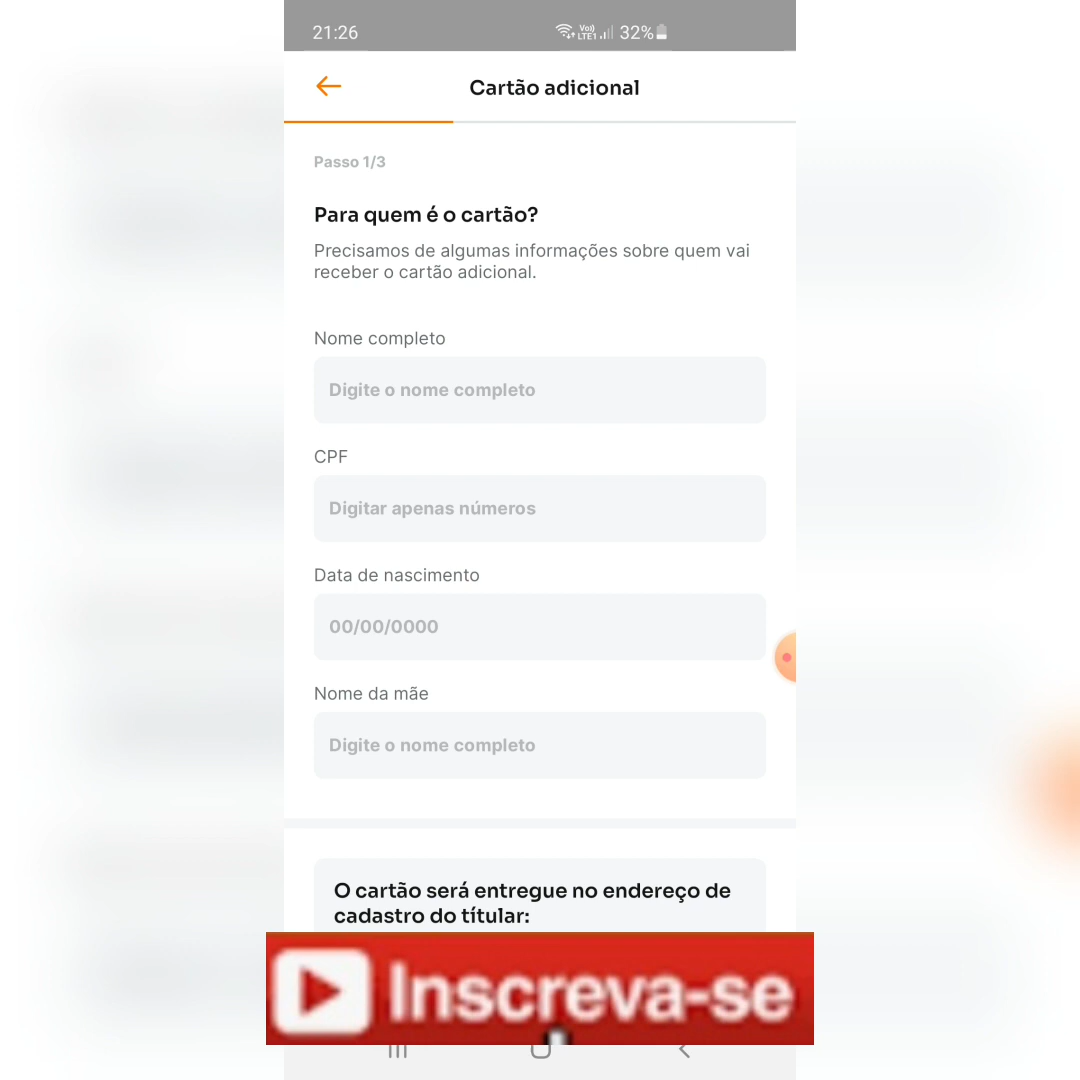 21:26
Vo)) LTE1 32%
Cartão adicional
Passo 1/3
Para quem é o cartão?
Precisamos de algumas informações sobre quem vai
receber o cartão adicional.
Nome completo
Digite o nome completo
CPF
Digitar apenas números
Data de nascimento
00/00/0000
Nome da mãe
Digite o nome completo
O cartão será entregue no endereço de
cadastro do títular:
Inscreva-se